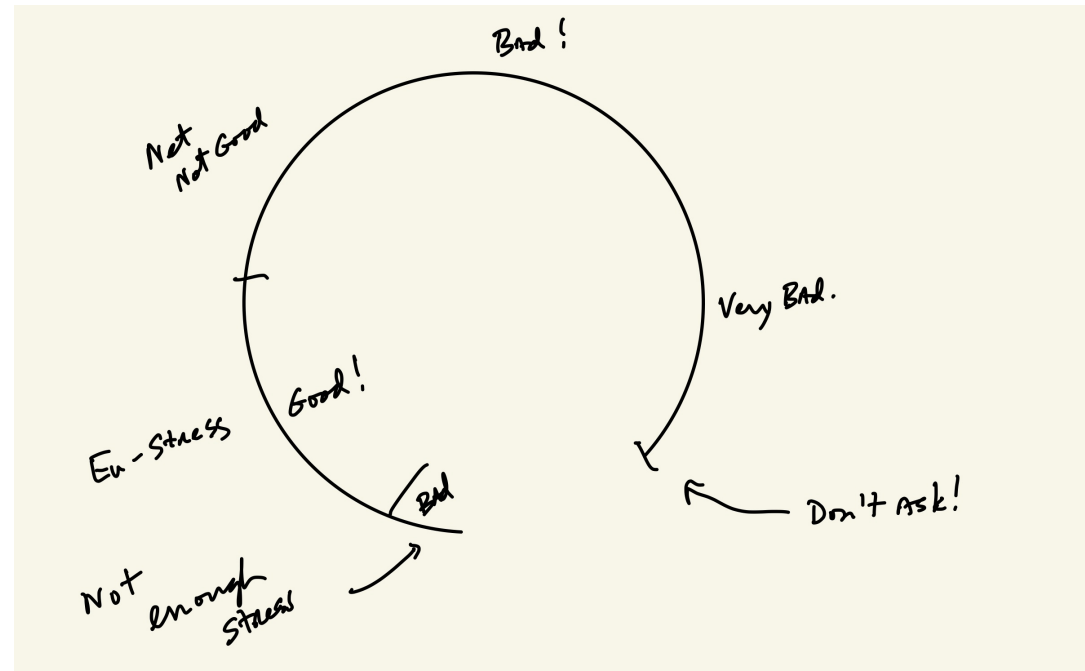 Bad!
Net
Not Good
Very Bad.
Good!
Eu-Stress
Bad
Don't Ask!
Not
enough
stress